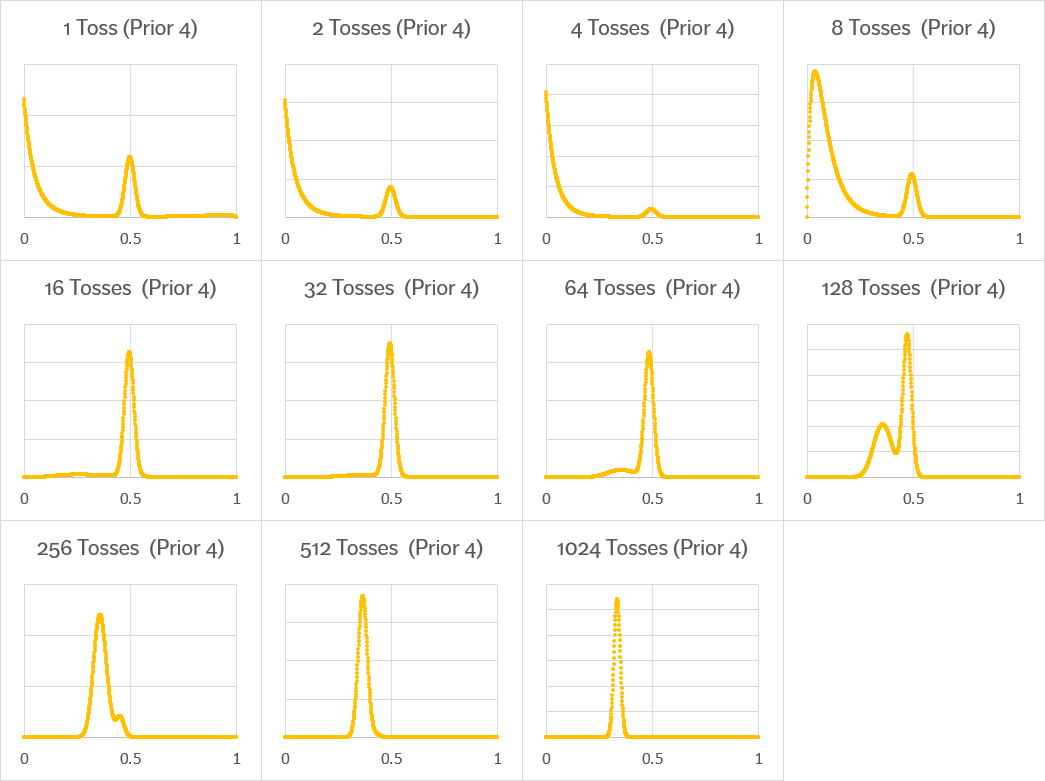 1 Toss (Prior 4)
2 Tosses (Prior 4)
4 Tosses (Prior 4)
8 Tosses (Prior 4)
0 0.5 1
0 0.5 1
0 0.5 1
0 0.5 1
16 Tosses (Prior 4)
32 Tosses (Prior 4)
64 Tosses (Prior 4)
128 Tosses (Prior 4)
0 0.5 1
0 0.5 1
0 0.5 1
0 0.5 1
256 Tosses (Prior 4)
512 Tosses (Prior 4)
1024 Tosses (Prior 4)
0 0.5 1
0 0.5 1
0 0.5 1